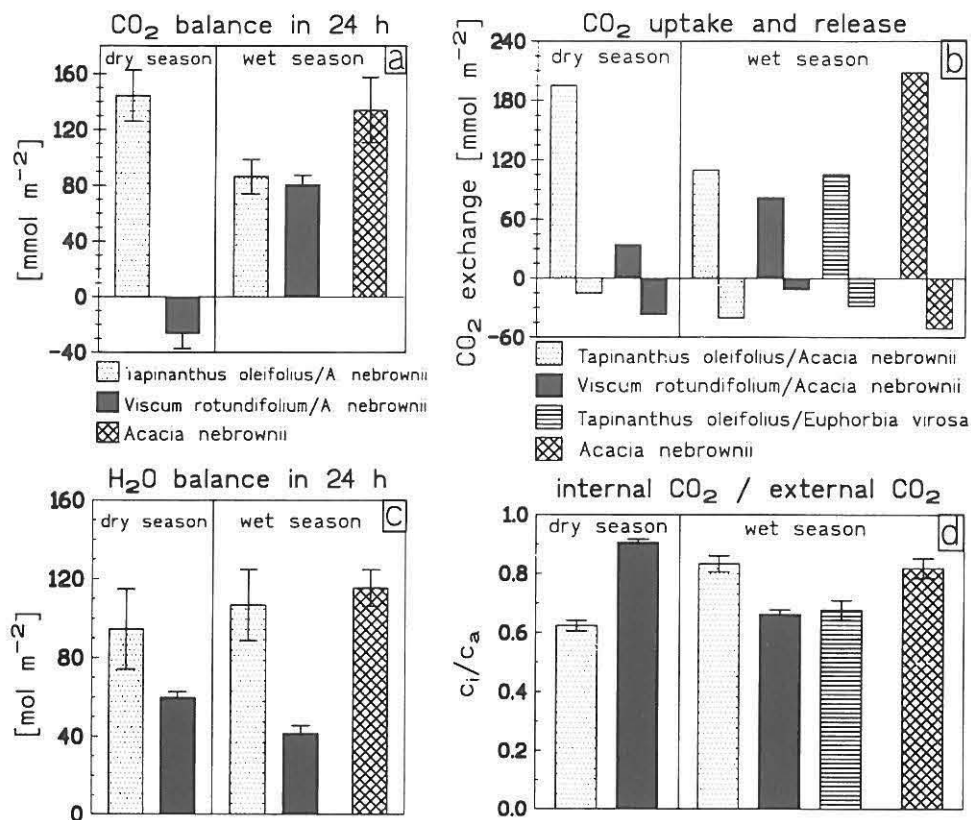 CO₂ balance in 24 h
dry season
wet season
a
160
120
80
40
0
-40
[mmol m⁻²]
Tapinanthus oleifolius/A nebrownii
Viscum rotundifolium/A nebrownii
Acacia nebrownii
CO₂ uptake and release
dry season
wet season
b
240
180
120
60
0
-60
CO₂ exchange [mmol m⁻²]
Tapinanthus oleifolius/Acacia nebrownii
Viscum rotundifolium/Acacia nebrownii
Tapinanthus oleifolius/Euphorbia virosa
Acacia nebrownii
H₂O balance in 24 h
dry season
wet season
c
160
120
80
40
0
[mol m⁻²]
internal CO₂ / external CO₂
dry season
wet season
d
1.0
0.8
0.6
0.4
0.2
0.0
cᵢ/cₐ